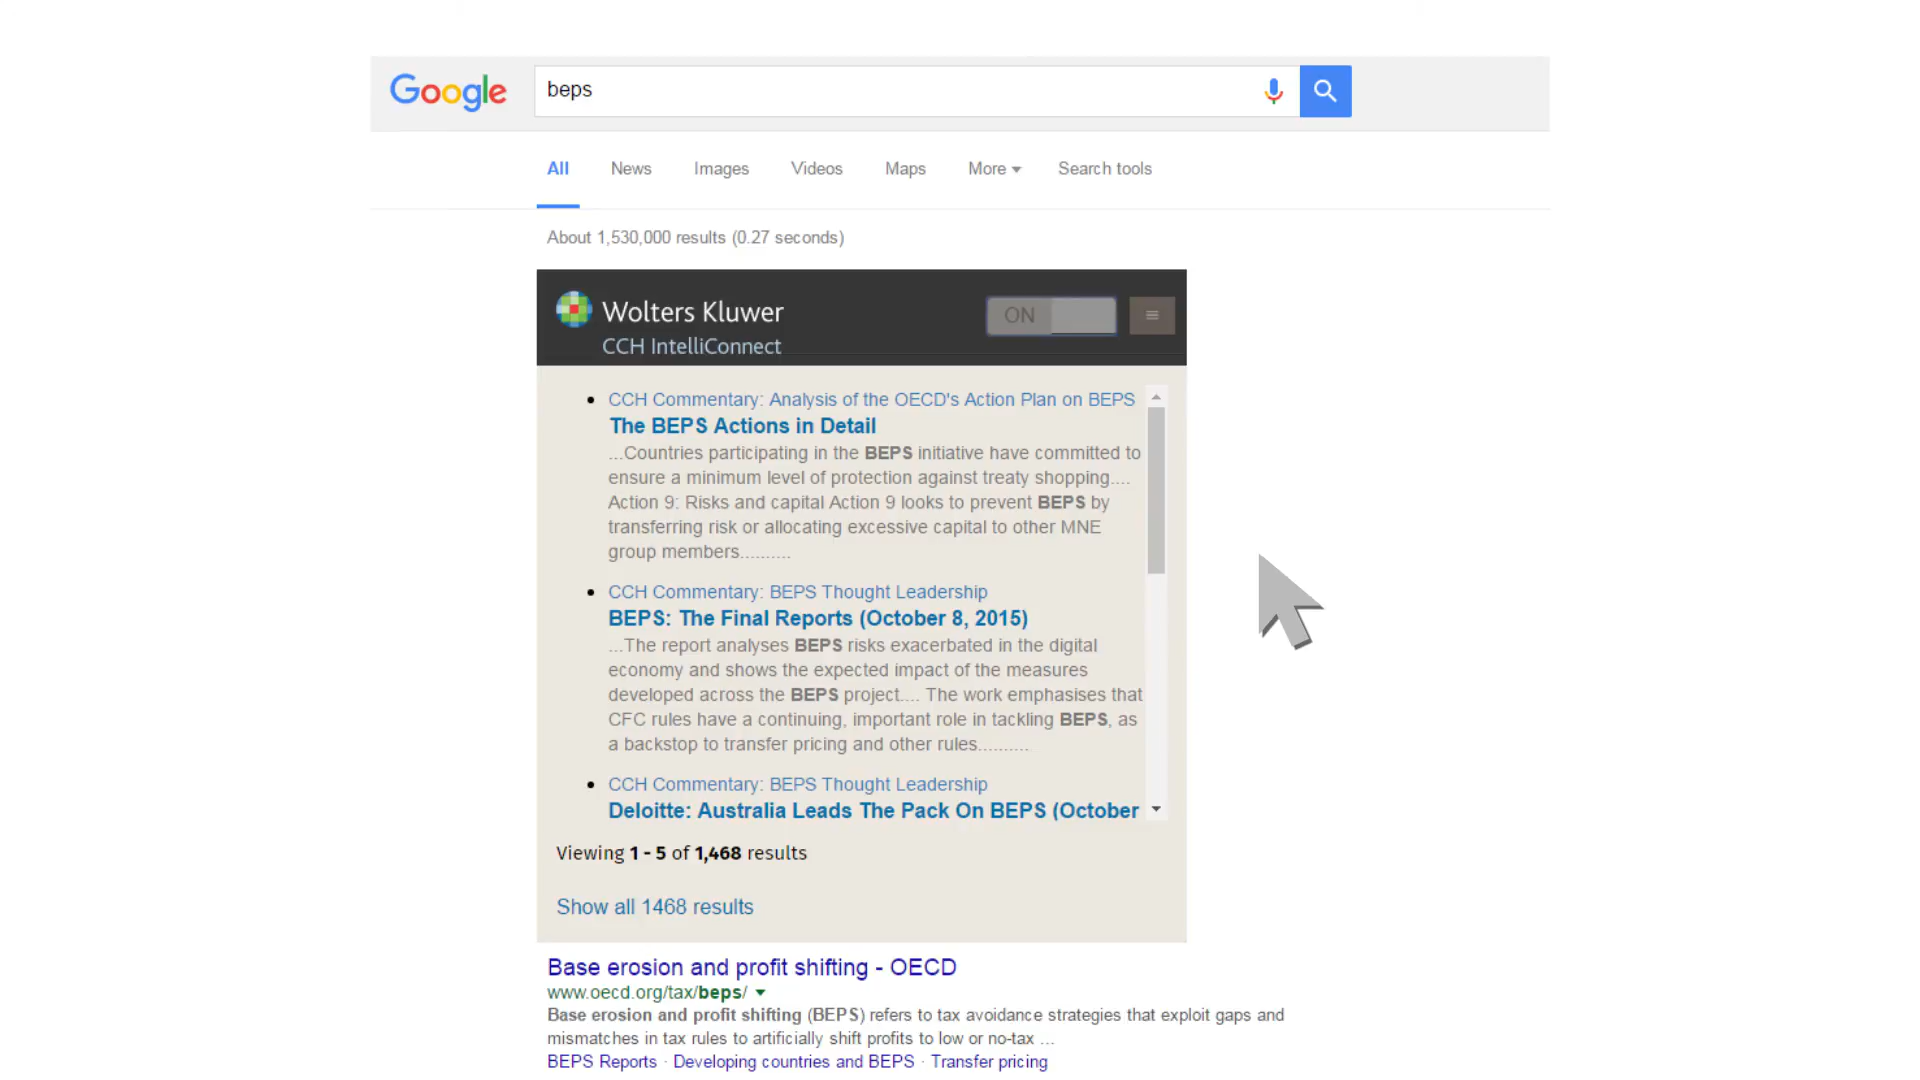 Google
beps
All News Images Videos Maps More Search tools
About 1,530,000 results (0.27 seconds)
Wolters Kluwer
CCH IntelliConnect
ON
CCH Commentary: Analysis of the OECD's Action Plan on BEPS
The BEPS Actions in Detail
...Countries participating in the BEPS initiative have committed to
ensure a minimum level of protection against treaty shopping....
Action 9: Risks and capital Action 9 looks to prevent BEPS by
transferring risk or allocating excessive capital to other MNE
group members..........
CCH Commentary: BEPS Thought Leadership
BEPS: The Final Reports (October 8, 2015)
...The report analyses BEPS risks exacerbated in the digital
economy and shows the expected impact of the measures
developed across the BEPS project.... The work emphasises that
CFC rules have a continuing, important role in tackling BEPS, as
a backstop to transfer pricing and other rules..........
CCH Commentary: BEPS Thought Leadership
Deloitte: Australia Leads The Pack On BEPS (October
Viewing 1 - 5 of 1,468 results
Show all 1468 results
Base erosion and profit shifting - OECD
www.oecd.org/tax/beps/
Base erosion and profit shifting (BEPS) refers to tax avoidance strategies that exploit gaps and
mismatches in tax rules to artificially shift profits to low or no-tax ...
BEPS Reports · Developing countries and BEPS · Transfer pricing